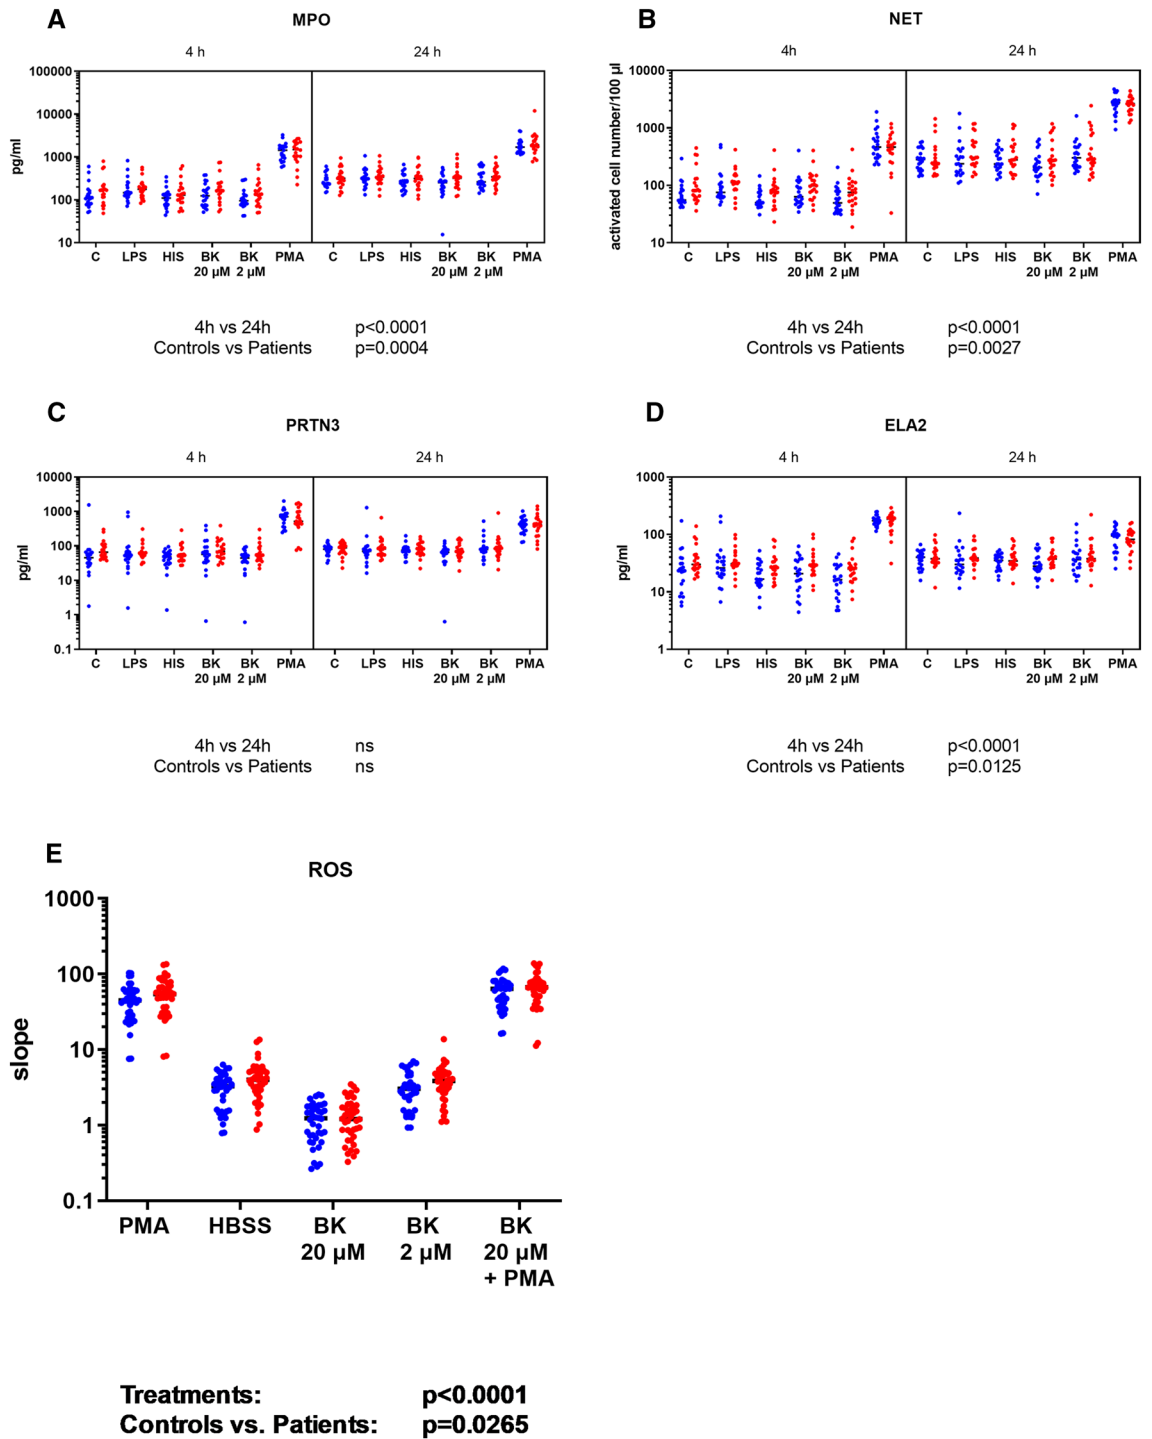 A
MPO
4 h
24 h
pg/ml
100000
10000
1000
100
10
C LPS HIS BK BK PMA C LPS HIS BK BK PMA
20 µM 2 µM 20 µM 2 µM
4h vs 24h p<0.0001
Controls vs Patients p=0.0004
B
NET
4h
24 h
activated cell number/100 µl
10000
1000
100
10
C LPS HIS BK BK PMA C LPS HIS BK BK PMA
20 µM 2 µM 20 µM 2 µM
4h vs 24h p<0.0001
Controls vs Patients p=0.0027
C
PRTN3
4 h
24 h
pg/ml
10000
1000
100
10
1
0.1
C LPS HIS BK BK PMA C LPS HIS BK BK PMA
20 µM 2 µM 20 µM 2 µM
4h vs 24h ns
Controls vs Patients ns
D
ELA2
4 h
24 h
pg/ml
1000
100
10
1
C LPS HIS BK BK PMA C LPS HIS BK BK PMA
20 µM 2 µM 20 µM 2 µM
4h vs 24h p<0.0001
Controls vs Patients p=0.0125
E
ROS
slope
1000
100
10
1
0.1
PMA HBSS BK BK BK
20 µM 2 µM 20 µM
+ PMA
Treatments: p<0.0001
Controls vs. Patients: p=0.0265